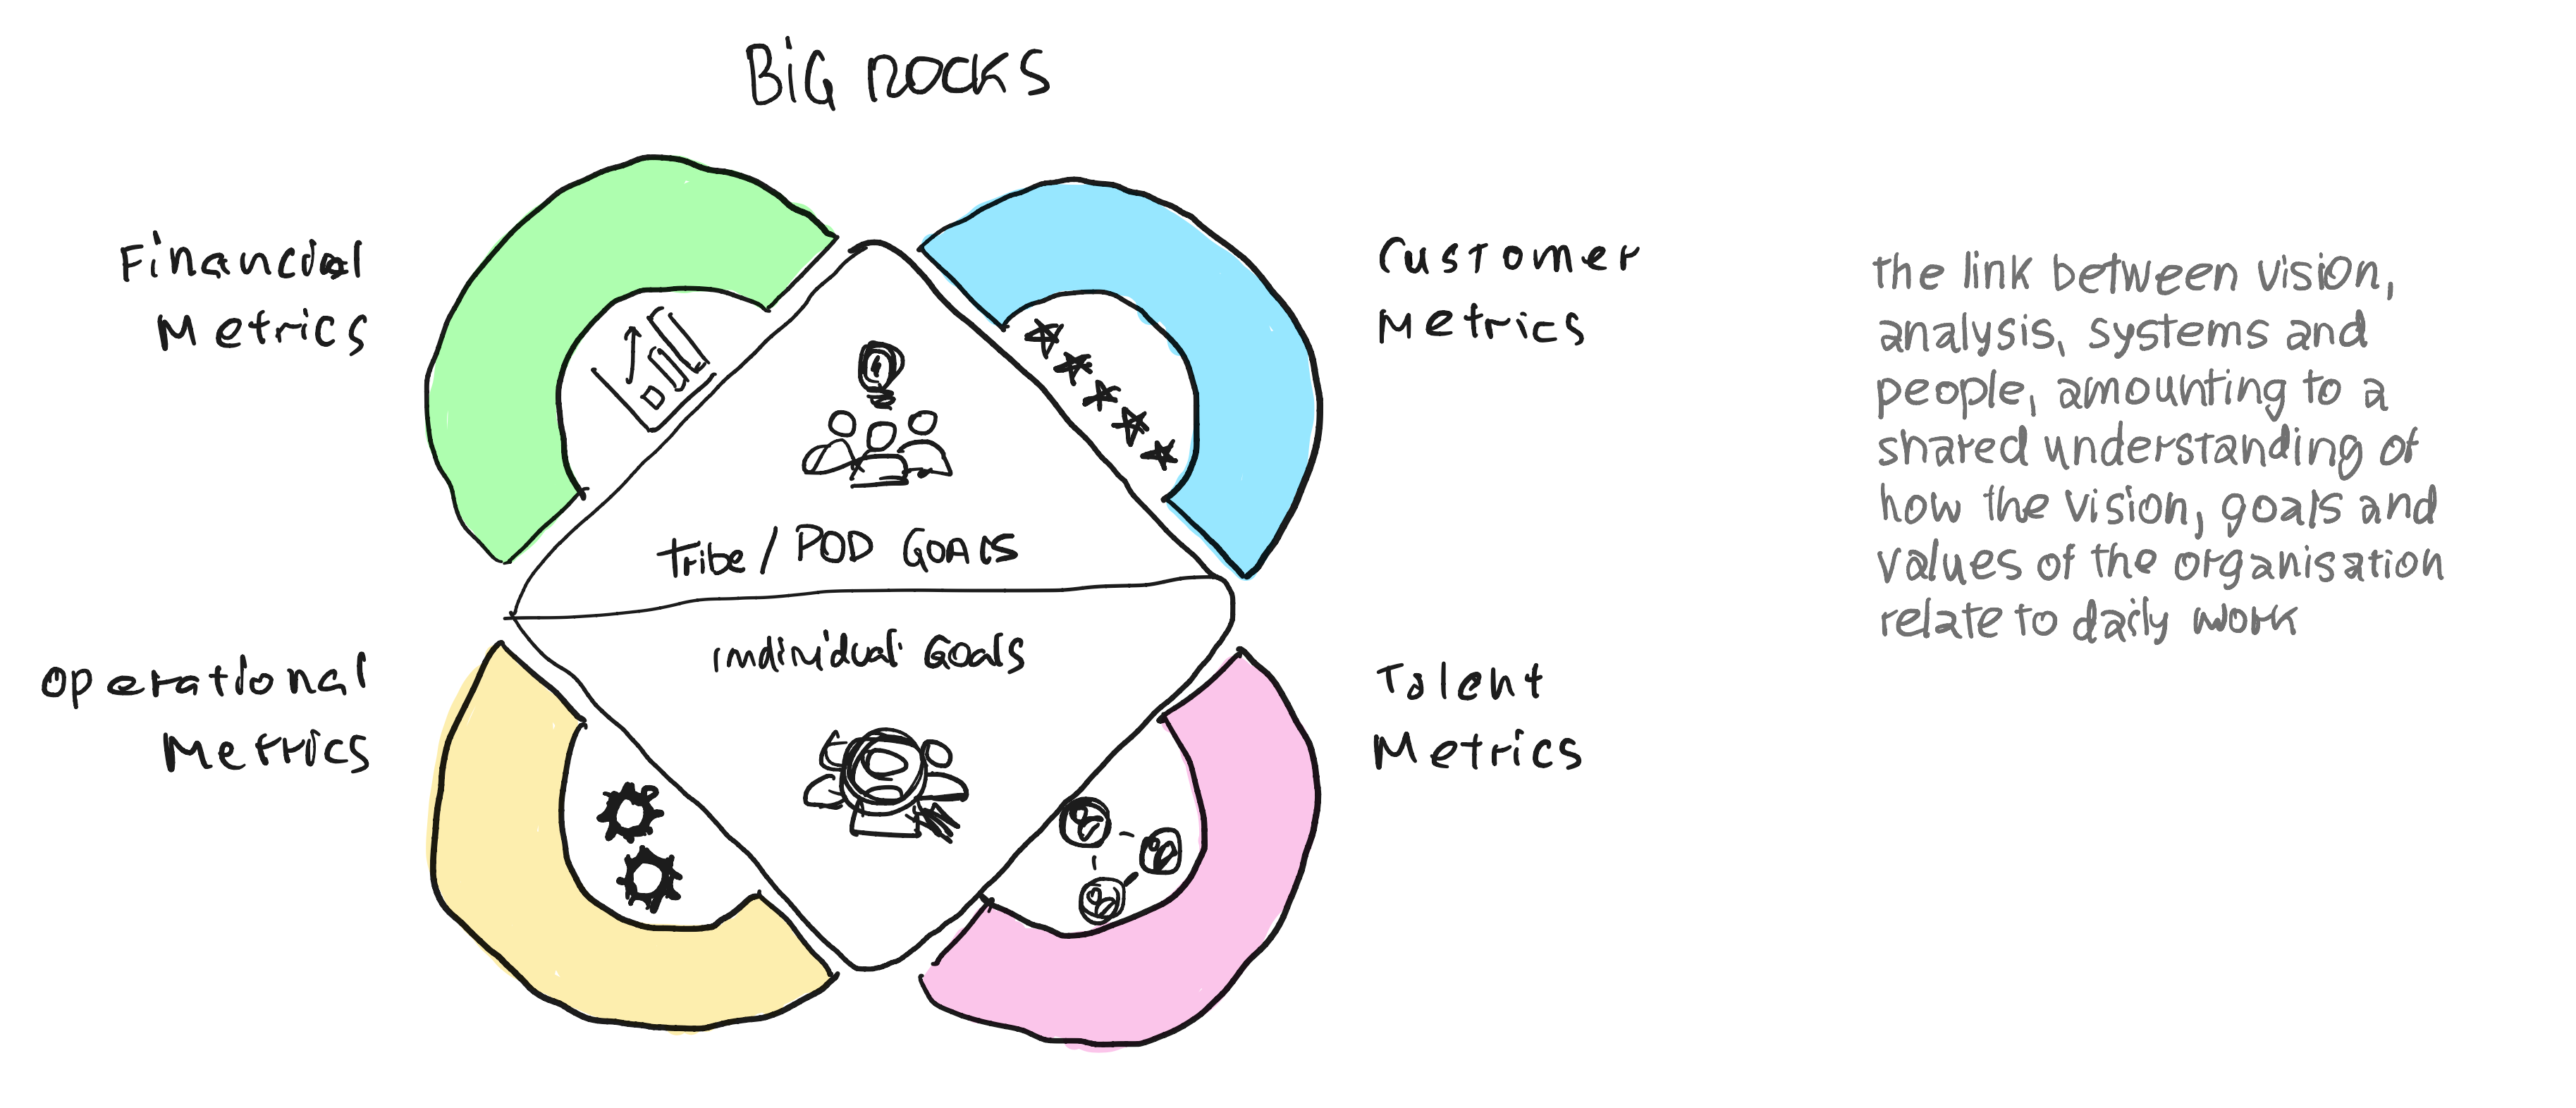 BiG ROCKS
Financial
Metrics
Customer
Metrics
the link between vision,
analysis, systems and
people, amounting to a
shared understanding of
how the vision, goals and
values of the organisation
relate to daily work
Tribe / POD GOALS
Individual Goals
Operational
Metrics
Talent
Metrics